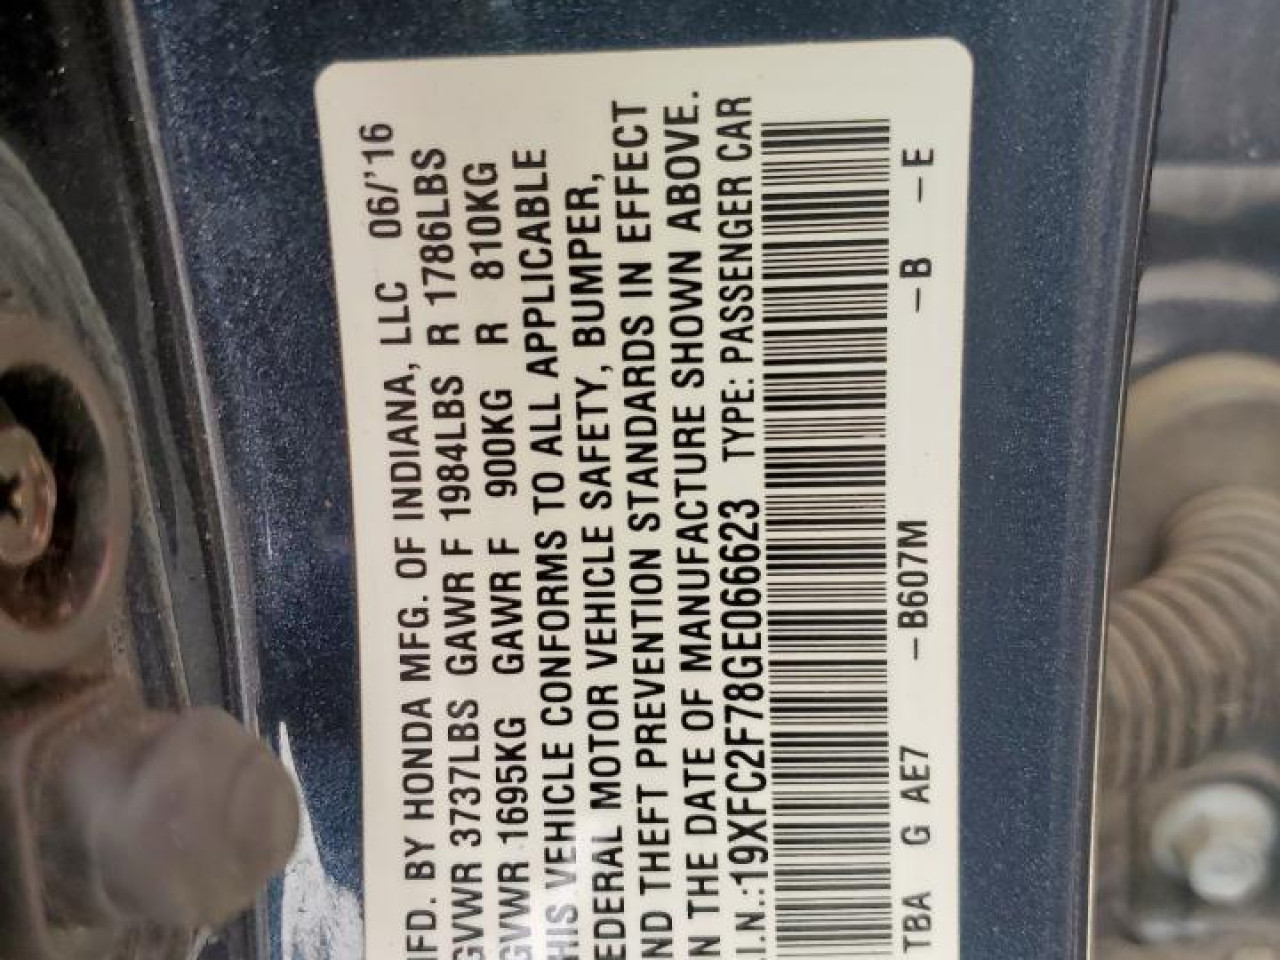 MFD. BY HONDA MFG. OF INDIANA, LLC 06/'16
GVWR 3737LBS GAWR F 1984LBS R 1786LBS
GVWR 1695KG GAWR F 900KG R 810KG
THIS VEHICLE CONFORMS TO ALL APPLICABLE
FEDERAL MOTOR VEHICLE SAFETY, BUMPER,
AND THEFT PREVENTION STANDARDS IN EFFECT
ON THE DATE OF MANUFACTURE SHOWN ABOVE.
V.I.N.:19XFC2F78GE066623 TYPE: PASSENGER CAR
TBA G AE7 -B607M -B -E